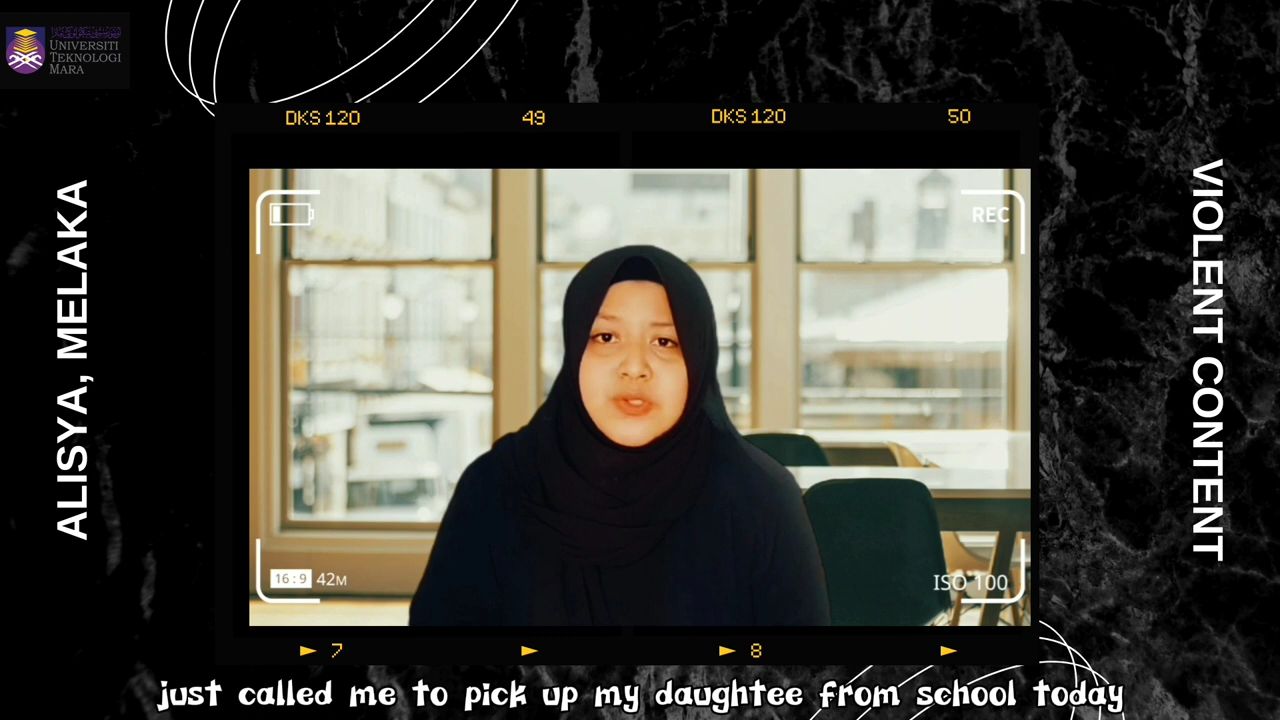 UNIVERSITI
TEKNOLOGI
MARA
DKS 120 49 DKS 120 50
ALISYA, MELAKA
VIOLENT CONTENT
REC
16:9 42M
ISO 100
7 8
just called me to pick up my daughtee from school today